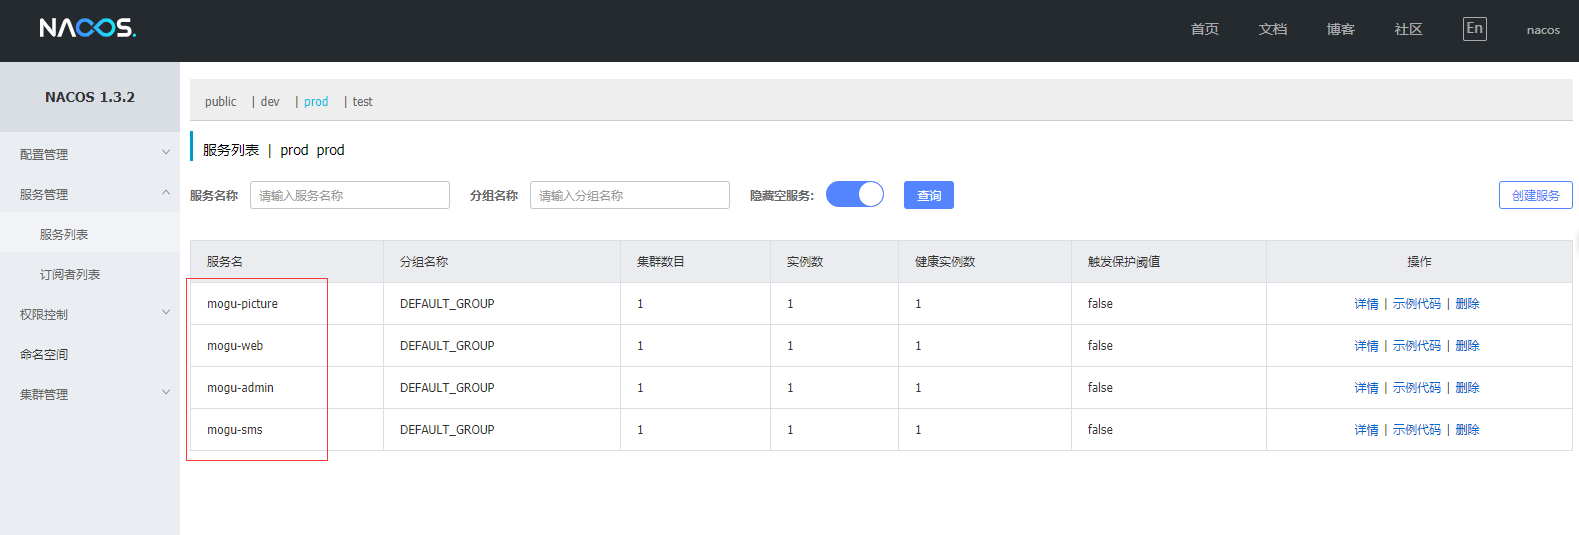 NACOS.
首页 文档 博客 社区 En nacos
NACOS 1.3.2
配置管理
服务管理
服务列表
订阅者列表
权限控制
命名空间
集群管理
public | dev | prod | test
服务列表 | prod prod
服务名称 请输入服务名称 分组名称 请输入分组名称 隐藏空服务: 查询 创建服务
服务名 分组名称 集群数目 实例数 健康实例数 触发保护阈值 操作
mogu-picture DEFAULT_GROUP 1 1 1 false 详情 | 示例代码 | 删除
mogu-web DEFAULT_GROUP 1 1 1 false 详情 | 示例代码 | 删除
mogu-admin DEFAULT_GROUP 1 1 1 false 详情 | 示例代码 | 删除
mogu-sms DEFAULT_GROUP 1 1 1 false 详情 | 示例代码 | 删除